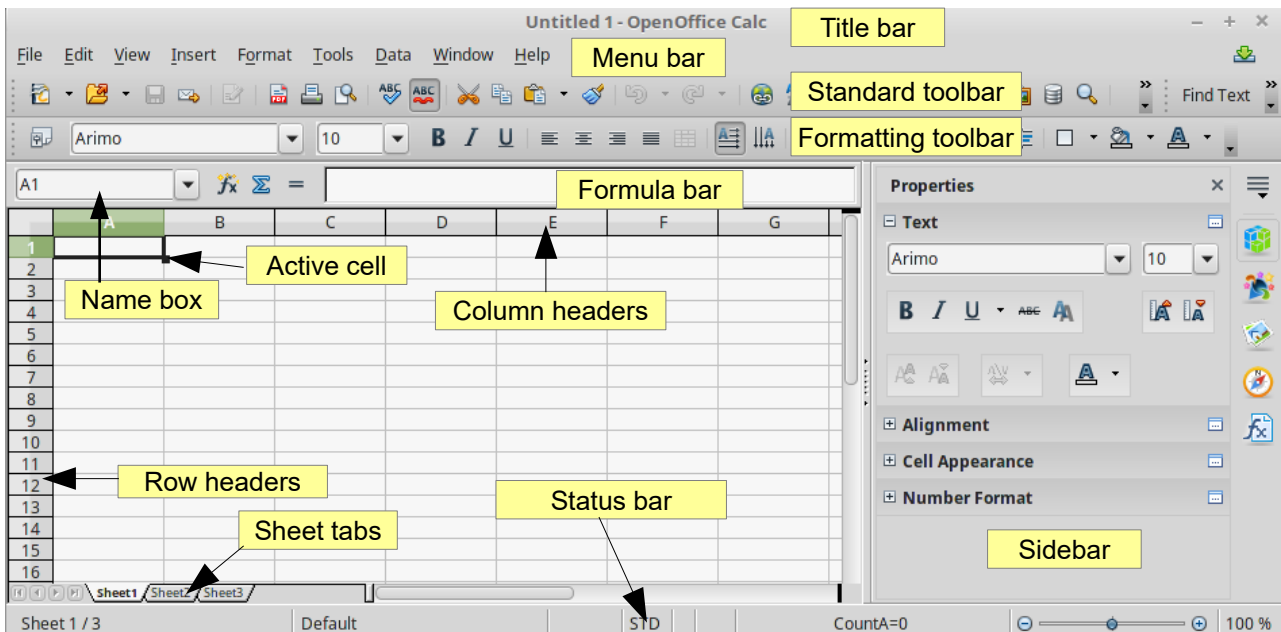 Untitled 1 - OpenOffice Calc
Title bar
File Edit View Insert Format Tools Data Window Help
Menu bar
ABC ABC
Standard toolbar
Find Text
Arimo 10 B I U
Formatting toolbar
A1
=
Formula bar
Properties
A B C D E F G
Text
1
Arimo 10
2
Active cell
3
Name box
4
Column headers
B I U ABC
5
6
7
8
9
Alignment
10
11
Cell Appearance
12
Row headers
Number Format
13
Status bar
14
Sheet tabs
15
Sidebar
16
Sheet1 Sheet2 Sheet3
Sheet 1 / 3 Default STD CountA=0 100 %